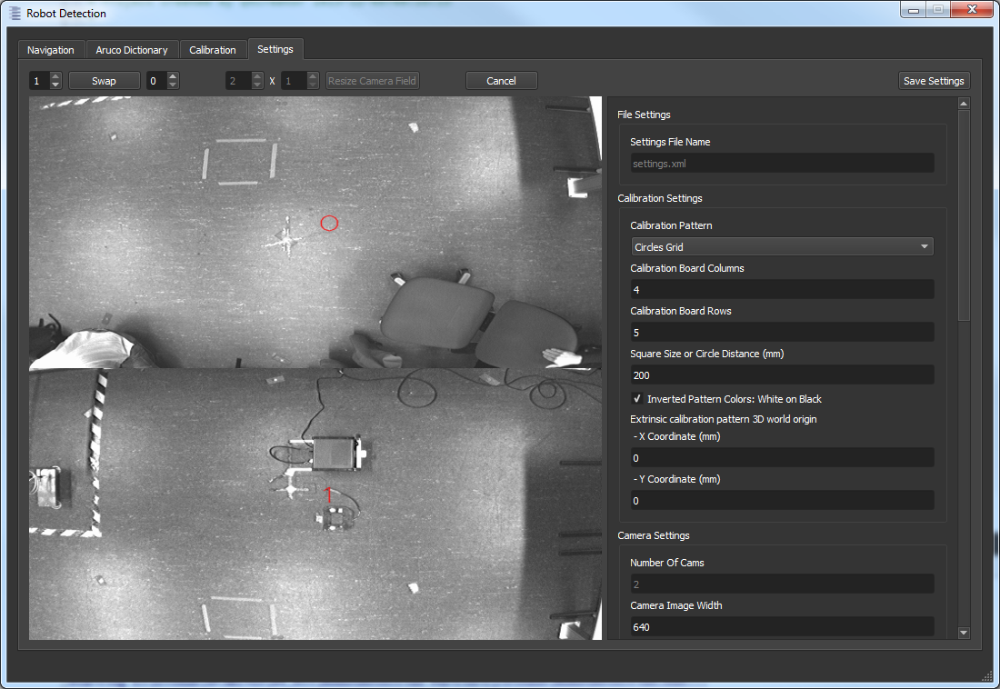 Robot Detection
Navigation Aruco Dictionary Calibration Settings
1 Swap 0 2 X 1 Resize Camera Field Cancel Save Settings
File Settings
Settings File Name
settings.xml
Calibration Settings
Calibration Pattern
Circles Grid
Calibration Board Columns
4
Calibration Board Rows
5
Square Size or Circle Distance (mm)
200
Inverted Pattern Colors: White on Black
Extrinsic calibration pattern 3D world origin
- X Coordinate (mm)
0
- Y Coordinate (mm)
0
Camera Settings
Number Of Cams
2
Camera Image Width
640
0
1